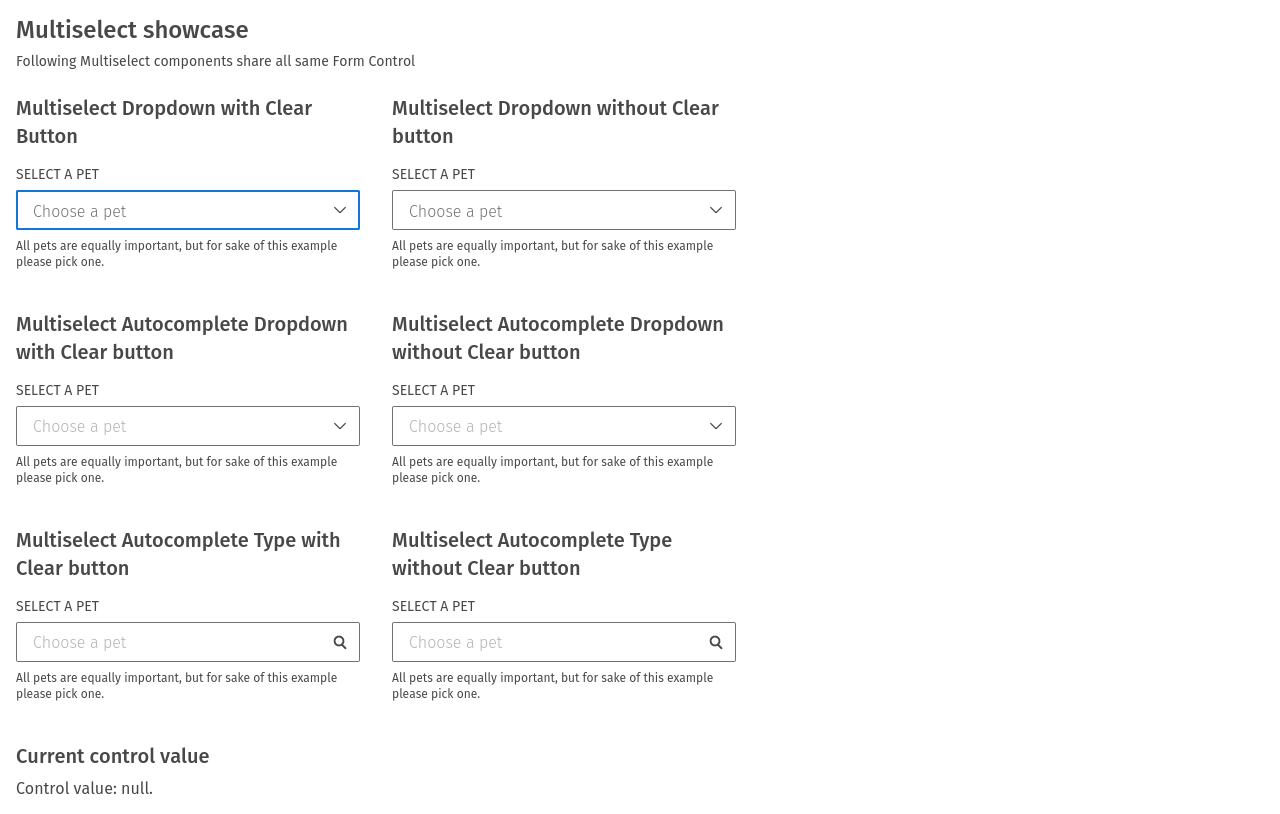 Multiselect showcase
Following Multiselect components share all same Form Control
Multiselect Dropdown with Clear
Button
SELECT A PET
Choose a pet
All pets are equally important, but for sake of this example
please pick one.
Multiselect Dropdown without Clear
button
SELECT A PET
Choose a pet
All pets are equally important, but for sake of this example
please pick one.
Multiselect Autocomplete Dropdown
with Clear button
SELECT A PET
Choose a pet
All pets are equally important, but for sake of this example
please pick one.
Multiselect Autocomplete Dropdown
without Clear button
SELECT A PET
Choose a pet
All pets are equally important, but for sake of this example
please pick one.
Multiselect Autocomplete Type with
Clear button
SELECT A PET
Choose a pet
All pets are equally important, but for sake of this example
please pick one.
Multiselect Autocomplete Type
without Clear button
SELECT A PET
Choose a pet
All pets are equally important, but for sake of this example
please pick one.
Current control value
Control value: null.